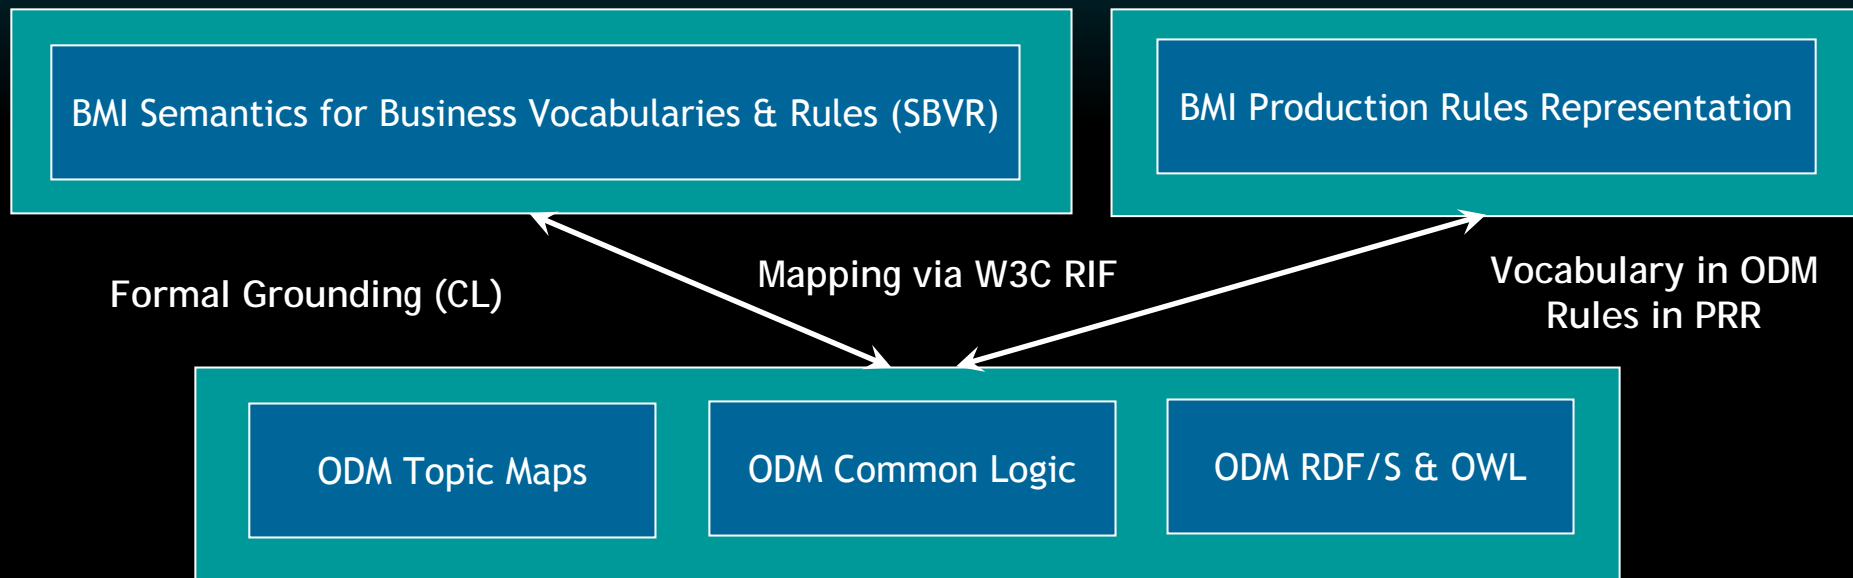 BMI Semantics for Business Vocabularies & Rules (SBVR)
BMI Production Rules Representation
Formal Grounding (CL)
Mapping via W3C RIF
Vocabulary in ODM
Rules in PRR
ODM Topic Maps
ODM Common Logic
ODM RDF/S & OWL